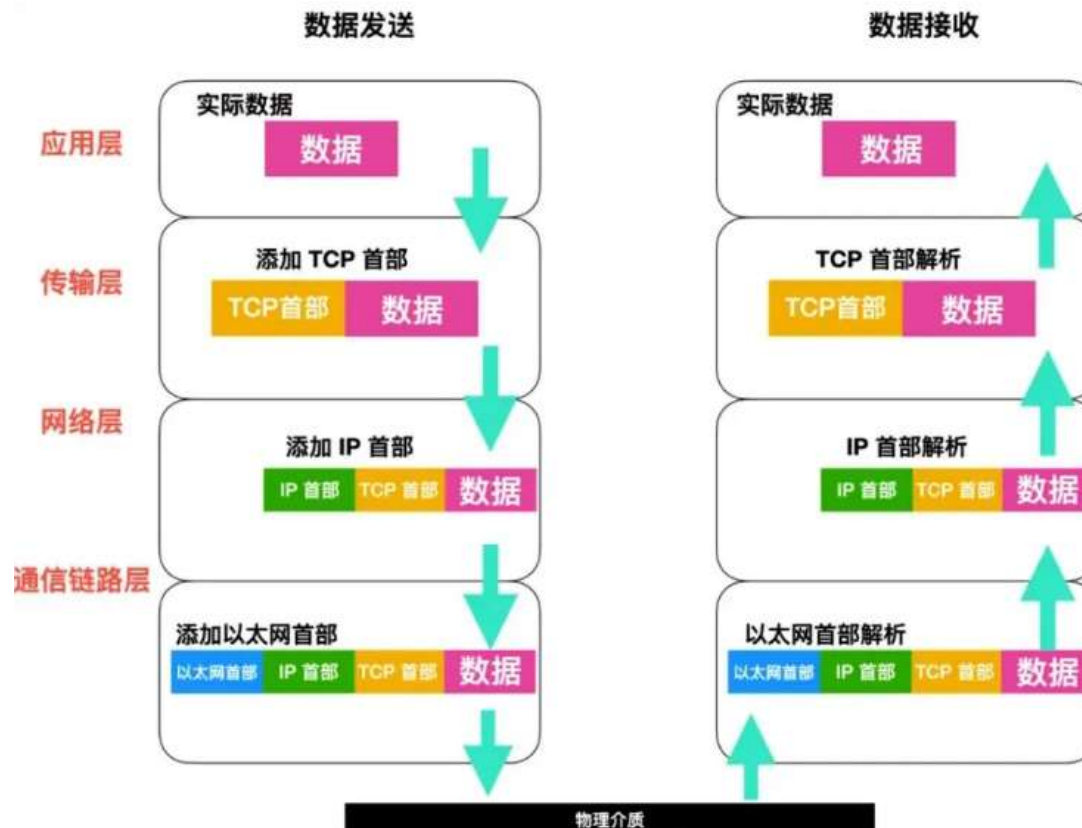 数据发送
数据接收
应用层
实际数据
数据
实际数据
数据
传输层
添加 TCP 首部
TCP首部 数据
TCP 首部解析
TCP首部 数据
网络层
添加 IP 首部
IP 首部 TCP 首部 数据
IP 首部解析
IP 首部 TCP 首部 数据
通信链路层
添加以太网首部
以太网首部 IP 首部 TCP 首部 数据
以太网首部解析
以太网首部 IP 首部 TCP 首部 数据
物理介质